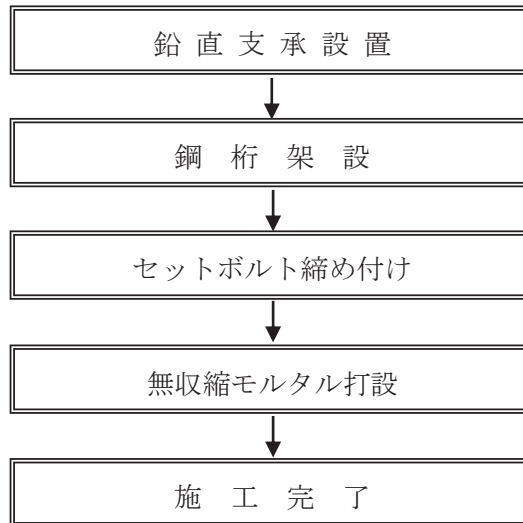 鉛直支承設置
鋼桁架設
セットボルト締め付け
無収縮モルタル打設
施工完了